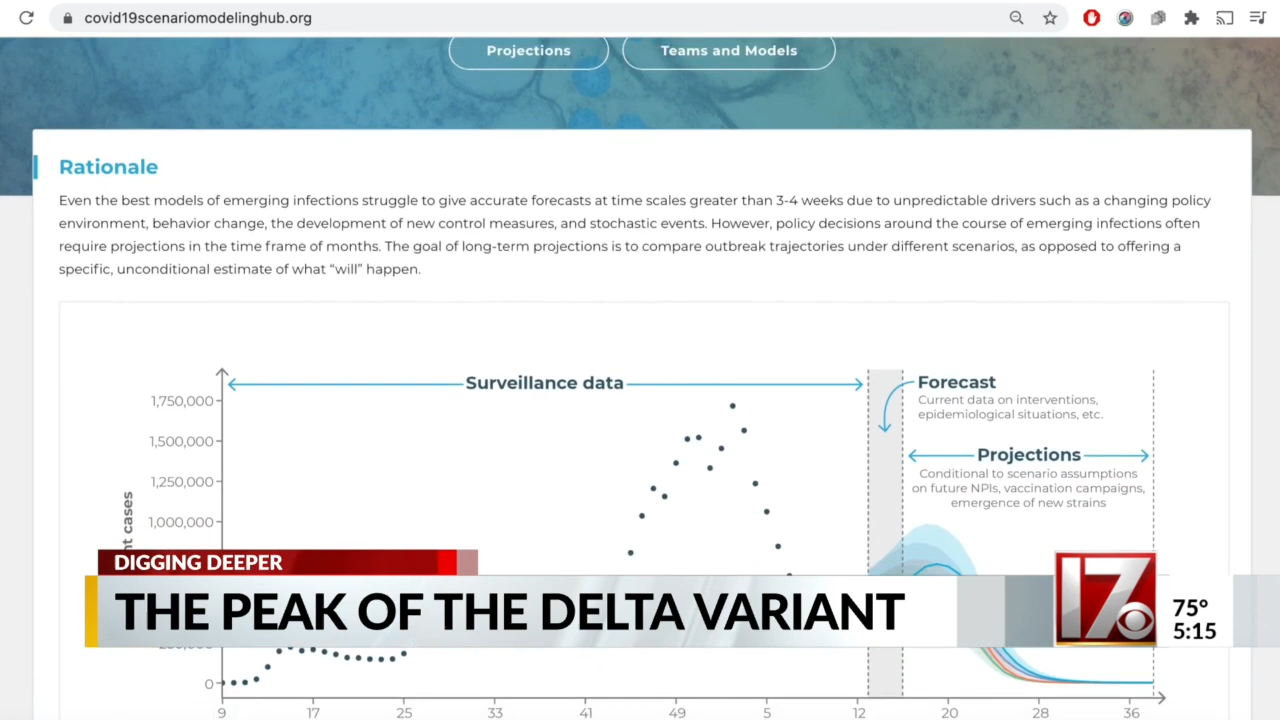 covid19scenariomodelinghub.org
Projections
Teams and Models
Rationale
Even the best models of emerging infections struggle to give accurate forecasts at time scales greater than 3-4 weeks due to unpredictable drivers such as a changing policy
environment, behavior change, the development of new control measures, and stochastic events. However, policy decisions around the course of emerging infections often
require projections in the time frame of months. The goal of long-term projections is to compare outbreak trajectories under different scenarios, as opposed to offering a
specific, unconditional estimate of what “will” happen.
Surveillance data
Forecast
Current data on interventions,
epidemiological situations, etc.
Projections
Conditional to scenario assumptions
on future NPIs, vaccination campaigns,
emergence of new strains
1,750,000
1,500,000
1,250,000
1,000,000
cases
0
9 17 25 33 41 49 5 12 20 28 36
DIGGING DEEPER
THE PEAK OF THE DELTA VARIANT
17
75°
5:15